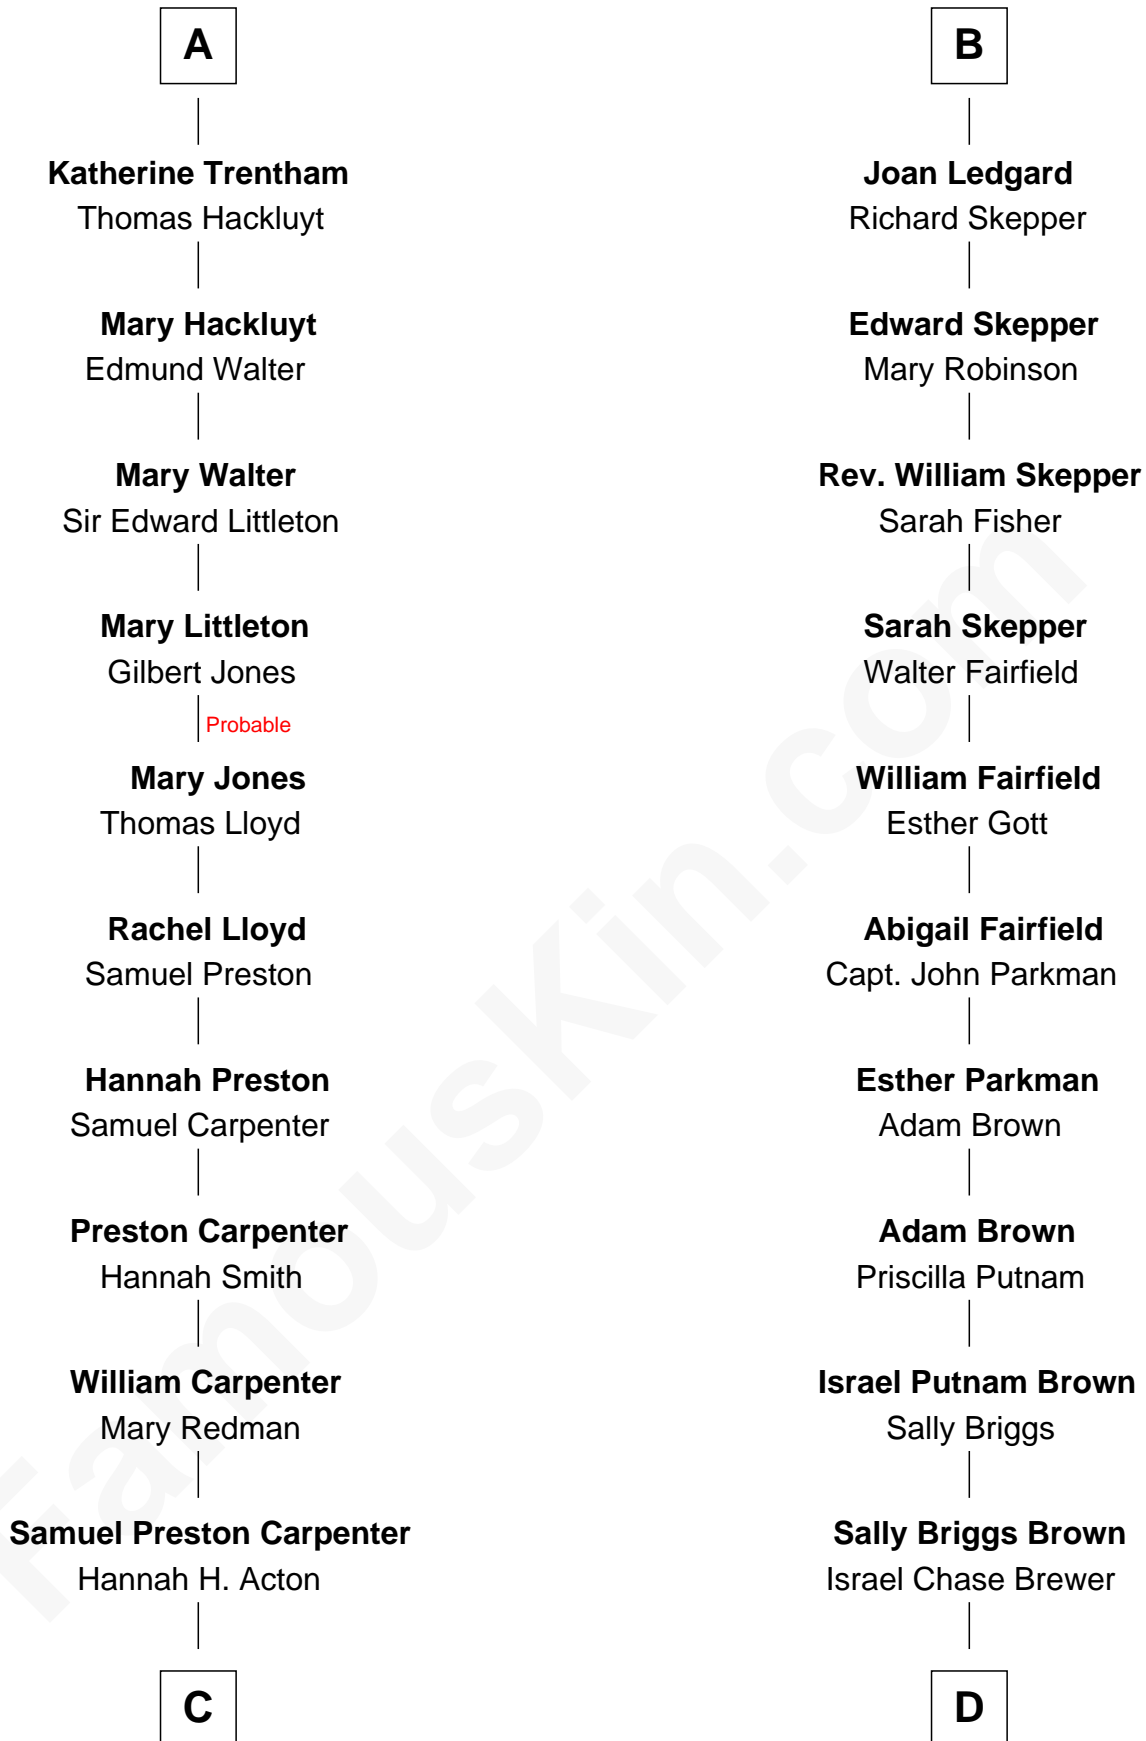 A
Katherine Trentham
Thomas Hackluyt
Mary Hackluyt
Edmund Walter
Mary Walter
Sir Edward Littleton
Mary Littleton
Gilbert Jones
Probable
Mary Jones
Thomas Lloyd
Rachel Lloyd
Samuel Preston
Hannah Preston
Samuel Carpenter
Preston Carpenter
Hannah Smith
William Carpenter
Mary Redman
Samuel Preston Carpenter
Hannah H. Acton
C
B
Joan Ledgard
Richard Skepper
Edward Skepper
Mary Robinson
Rev. William Skepper
Sarah Fisher
Sarah Skepper
Walter Fairfield
William Fairfield
Esther Gott
Abigail Fairfield
Capt. John Parkman
Esther Parkman
Adam Brown
Adam Brown
Priscilla Putnam
Israel Putnam Brown
Sally Briggs
Sally Briggs Brown
Israel Chase Brewer
D
FamousKin.com